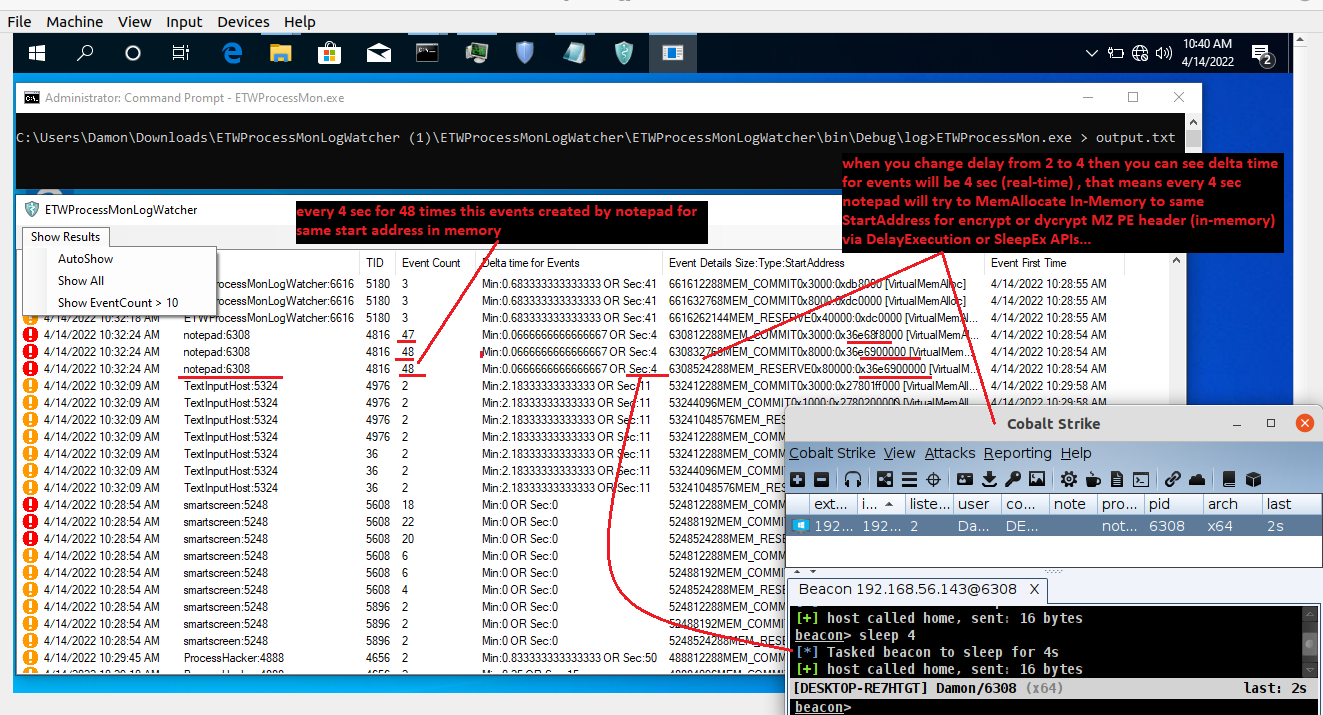 File Machine View Input Devices Help
10:40 AM
4/14/2022
2
Administrator: Command Prompt - ETWProcessMon.exe
C:\Users\Damon\Downloads\ETWProcessMonLogWatcher (1)\ETWProcessMonLogWatcher\ETWProcessMonLogWatcher\bin\Debug\log>ETWProcessMon.exe > output.txt
when you change delay from 2 to 4 then you can see delta time
for events will be 4 sec (real-time) , that means every 4 sec
notepad will try to MemAllocate In-Memory to same
StartAddress for encrypt or dycrypt MZ PE header (in-memory)
via DelayExecution or SleepEx APIs...
ETWProcessMonLogWatcher
every 4 sec for 48 times this events created by notepad for
same start address in memory
Show Results
AutoShow
Show All
Show EventCount > 10
TID Event Count Delta time for Events Event Details Size:Type:StartAddress Event First Time
ProcessMonLogWatcher:6616 5180 3 Min:0.683333333333333 OR Sec:41 661612288MEM_COMMIT0x3000:0xdb8000 [VirtualMemAlloc] 4/14/2022 10:28:55 AM
ProcessMonLogWatcher:6616 5180 3 Min:0.683333333333333 OR Sec:41 661632768MEM_COMMIT0x8000:0xdc0000 [VirtualMemAlloc] 4/14/2022 10:28:55 AM
4/14/2022 10:32:18 AM ETWProcessMonLogWatcher:6616 5180 3 Min:0.683333333333333 OR Sec:41 6616262144MEM_RESERVE0x40000:0xdc0000 [VirtualMemAl... 4/14/2022 10:28:55 AM
4/14/2022 10:32:24 AM notepad:6308 4816 47 Min:0.0666666666666667 OR Sec:4 630812288MEM_COMMIT0x3000:0x36e68f8000 [VirtualMemAl... 4/14/2022 10:28:54 AM
4/14/2022 10:32:24 AM notepad:6308 4816 48 Min:0.0666666666666667 OR Sec:4 630832768MEM_COMMIT0x8000:0x36e6900000 [VirtualMem... 4/14/2022 10:28:54 AM
4/14/2022 10:32:24 AM notepad:6308 4816 48 Min:0.0666666666666667 OR Sec:4 6308524288MEM_RESERVE0x80000:0x36e6900000 [VirtualMe... 4/14/2022 10:28:54 AM
4/14/2022 10:32:09 AM TextInputHost:5324 4976 2 Min:2.18333333333333 OR Sec:11 532412288MEM_COMMIT0x3000:0x27801ff000 [VirtualMemAll... 4/14/2022 10:29:58 AM
4/14/2022 10:32:09 AM TextInputHost:5324 4976 2 Min:2.18333333333333 OR Sec:11 53244096MEM_COMMIT0x1000:0x2780200000 [VirtualMemAll...
4/14/2022 10:32:09 AM TextInputHost:5324 4976 2 Min:2.18333333333333 OR Sec:11 53241048576MEM_RES
4/14/2022 10:32:09 AM TextInputHost:5324 4976 2 Min:2.18333333333333 OR Sec:11 532412288MEM_COMM
4/14/2022 10:32:09 AM TextInputHost:5324 36 2 Min:2.18333333333333 OR Sec:11 532412288MEM_COMM
4/14/2022 10:32:09 AM TextInputHost:5324 36 2 Min:2.18333333333333 OR Sec:11 53244096MEM_COMMI
4/14/2022 10:32:09 AM TextInputHost:5324 36 2 Min:2.18333333333333 OR Sec:11 53241048576MEM_RES
4/14/2022 10:28:54 AM smartscreen:5248 5608 18 Min:0 OR Sec:0 524812288MEM_COMM
4/14/2022 10:28:54 AM smartscreen:5248 5608 22 Min:0 OR Sec:0 52488192MEM_COMMI
4/14/2022 10:28:54 AM smartscreen:5248 5608 20 Min:0 OR Sec:0 5248524288MEM_RESE
4/14/2022 10:28:54 AM smartscreen:5248 5608 6 Min:0 OR Sec:0 524812288MEM_COMM
4/14/2022 10:28:54 AM smartscreen:5248 5608 6 Min:0 OR Sec:0 52488192MEM_COMMI
4/14/2022 10:28:54 AM smartscreen:5248 5608 4 Min:0 OR Sec:0 5248524288MEM_RESE
4/14/2022 10:28:54 AM smartscreen:5248 5896 2 Min:0 OR Sec:0 524812288MEM_COMM
4/14/2022 10:28:54 AM smartscreen:5248 5896 2 Min:0 OR Sec:0 52488192MEM_COMMI
4/14/2022 10:28:54 AM smartscreen:5248 5896 2 Min:0 OR Sec:0 5248524288MEM_RESE
4/14/2022 10:29:45 AM ProcessHacker:4888 4656 2 Min:0.833333333333333 OR Sec:50 488812288MEM_COMM
Cobalt Strike
Cobalt Strike View Attacks Reporting Help
ext... i... liste... user co... note pro... pid arch last
192... 192... 2 Da... DE... not... 6308 x64 2s
Beacon 192.168.56.143@6308 X
[+] host called home, sent: 16 bytes
beacon> sleep 4
[*] Tasked beacon to sleep for 4s
[+] host called home, sent: 16 bytes
[DESKTOP-RE7HTGT] Damon/6308 (x64) last: 2s
beacon>